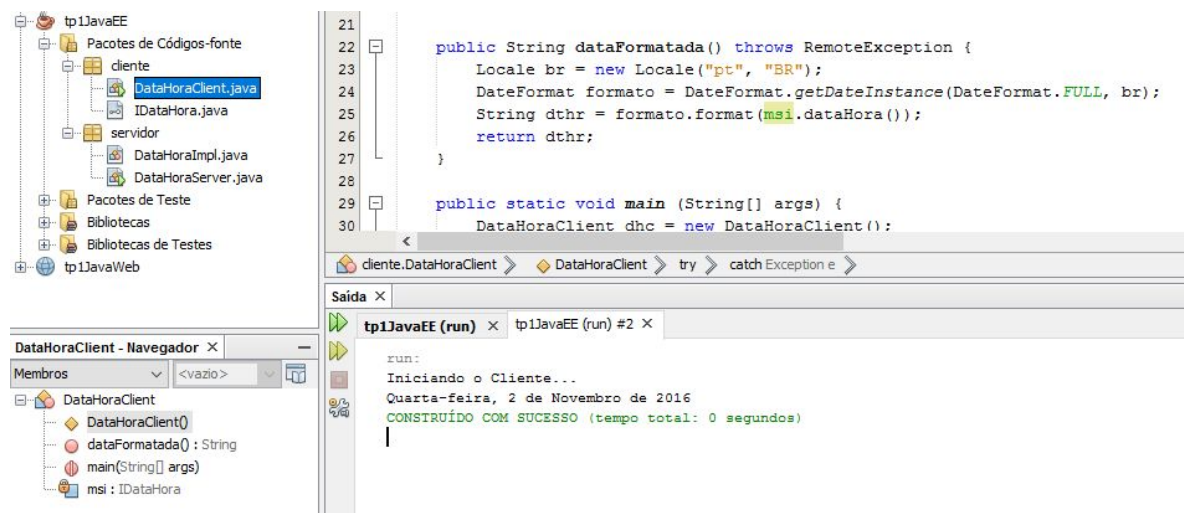 tp1JavaEE
Pacotes de Códigos-fonte
cliente
DataHoraClient.java
IDataHora.java
servidor
DataHoraImpl.java
DataHoraServer.java
Pacotes de Teste
Bibliotecas
Bibliotecas de Testes
tp1JavaWeb
DataHoraClient - Navegador ×
Membros <vazio>
DataHoraClient
DataHoraClient()
dataFormatada() : String
main(String[] args)
msi : IDataHora
21
22 public String dataFormatada() throws RemoteException {
23 Locale br = new Locale("pt", "BR");
24 DateFormat formato = DateFormat.getDateInstance(DateFormat.FULL, br);
25 String dthr = formato.format(msi.dataHora());
26 return dthr;
27 }
28
29 public static void main (String[] args) {
30 DataHoraClient dhc = new DataHoraClient();
cliente.DataHoraClient DataHoraClient try catch Exception e
Saída ×
tp1JavaEE (run) × tp1JavaEE (run) #2 ×
run:
Iniciando o Cliente...
Quarta-feira, 2 de Novembro de 2016
CONSTRUÍDO COM SUCESSO (tempo total: 0 segundos)